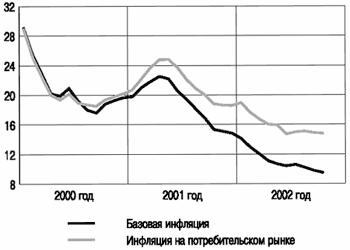 32
28
24
20
16
12
8
2000 год 2001 год 2002 год
Базовая инфляция
Инфляция на потребительском рынке